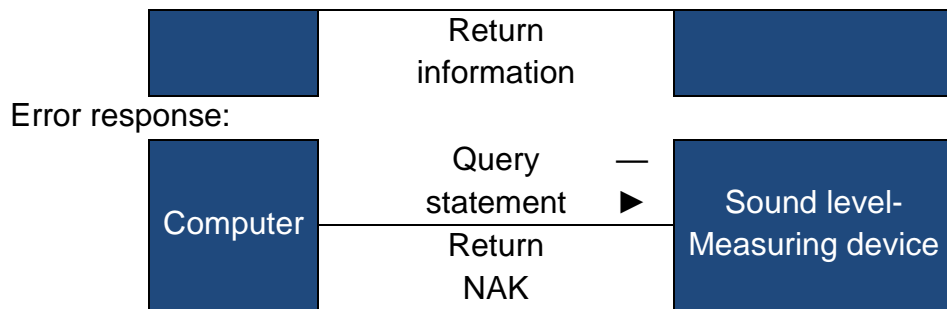 Return
information
Error response:
Computer
Query —
statement ►
Return
NAK
Sound level-
Measuring device